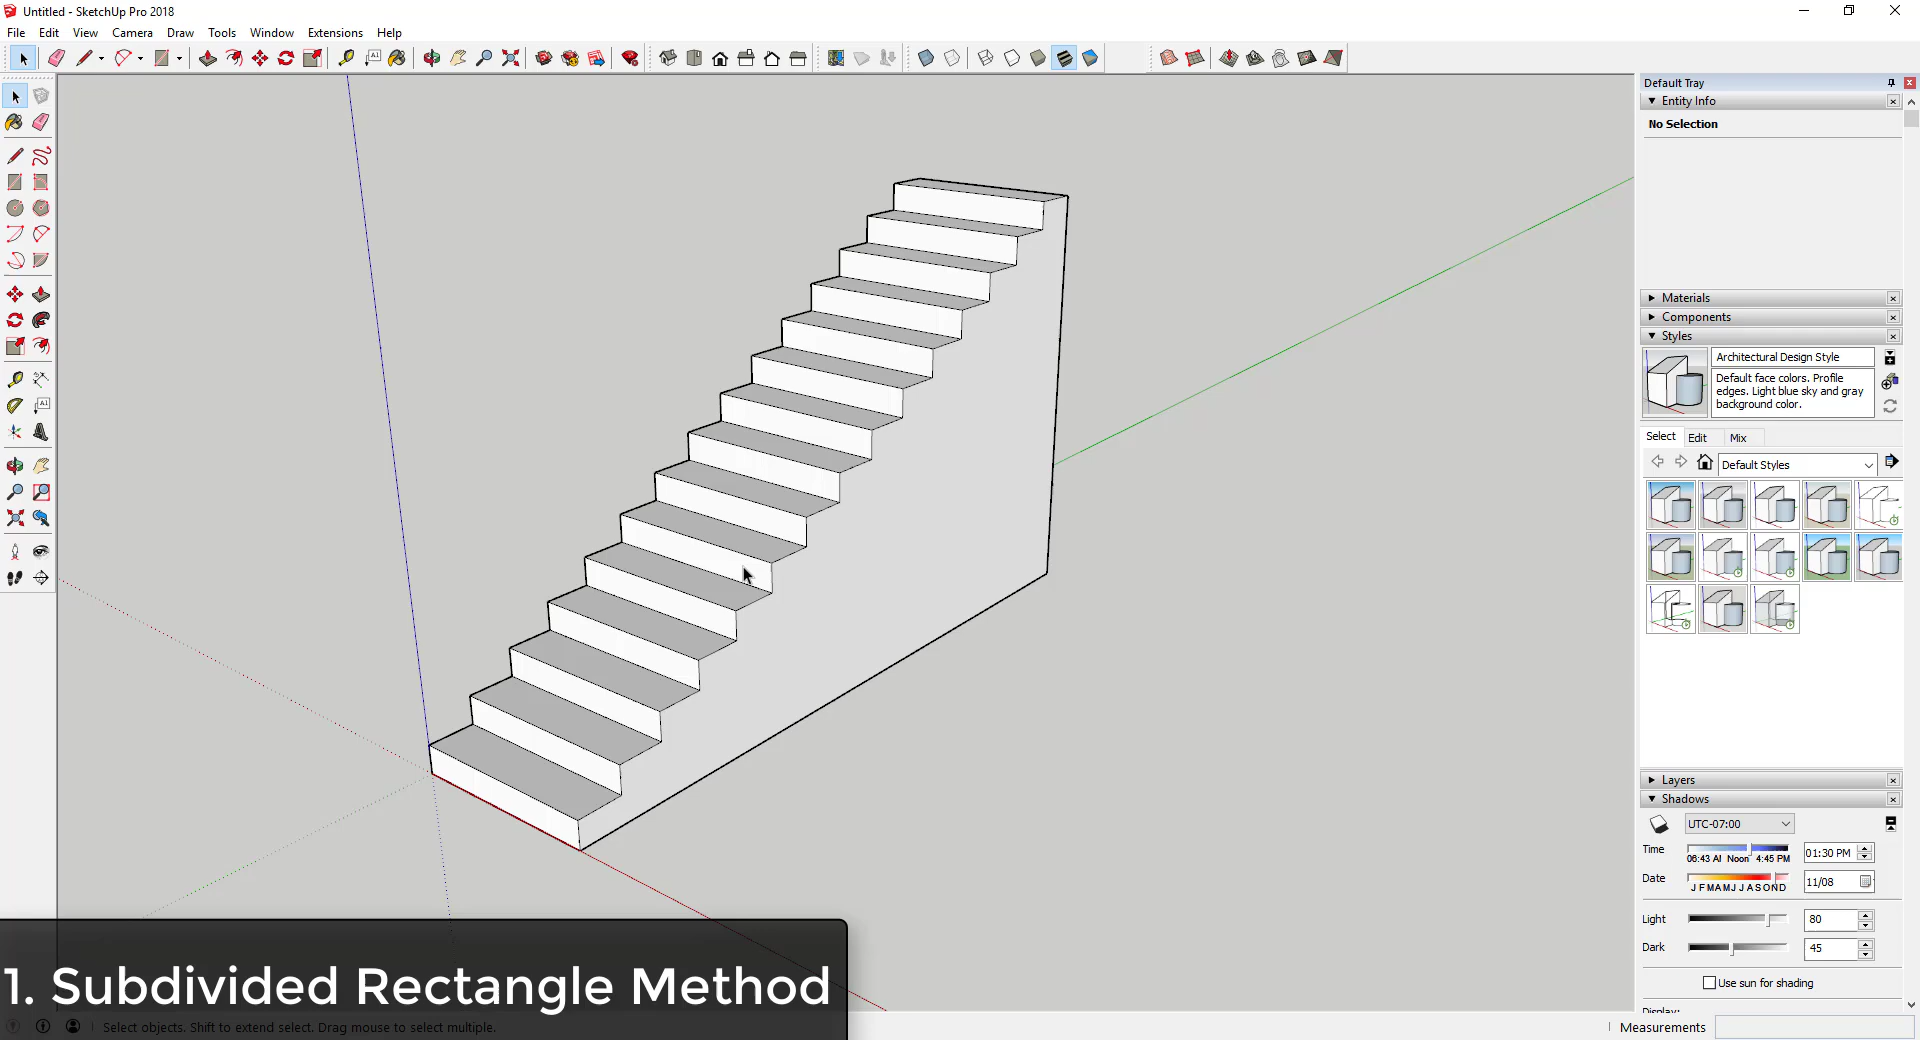 Untitled - SketchUp Pro 2018
File Edit View Camera Draw Tools Window Extensions Help
Default Tray
Entity Info
No Selection
Materials
Components
Styles
Architectural Design Style
Default face colors. Profile
edges. Light blue sky and gray
background color.
Select Edit Mix
Default Styles
Layers
Shadows
UTC-07:00
Time 06:43 AI Noon 4:45 PM 01:30 PM
Date J F M A M J J A S O N D 11/08
Light 80
Dark 45
Use sun for shading
Display:
1. Subdivided Rectangle Method
Select objects. Shift to extend select. Drag mouse to select multiple.
Measurements